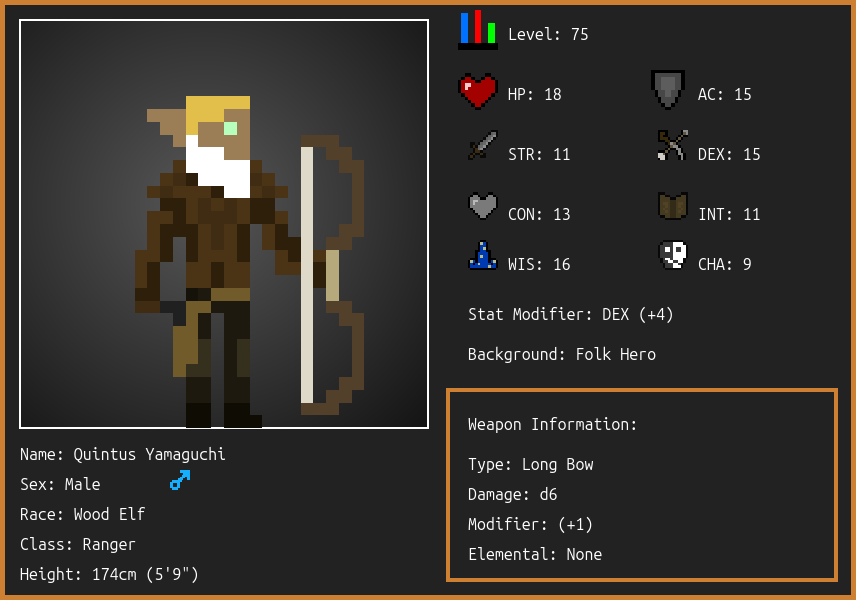 Level: 75
HP: 18
AC: 15
STR: 11
DEX: 15
CON: 13
INT: 11
WIS: 16
CHA: 9
Stat Modifier: DEX (+4)
Background: Folk Hero
Weapon Information:
Type: Long Bow
Damage: d6
Modifier: (+1)
Elemental: None
Name: Quintus Yamaguchi
Sex: Male
Race: Wood Elf
Class: Ranger
Height: 174cm (5'9")